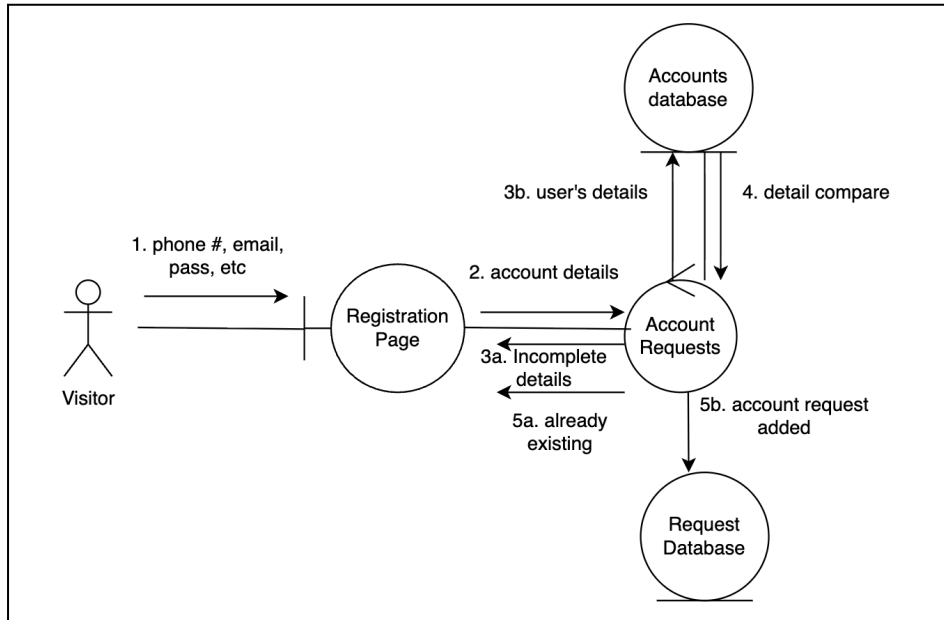 Accounts
database
3b. user's details
4. detail compare
1. phone #, email,
pass, etc
2. account details
Registration
Page
Account
Requests
3a. Incomplete
details
Visitor
5a. already
existing
5b. account request
added
Request
Database